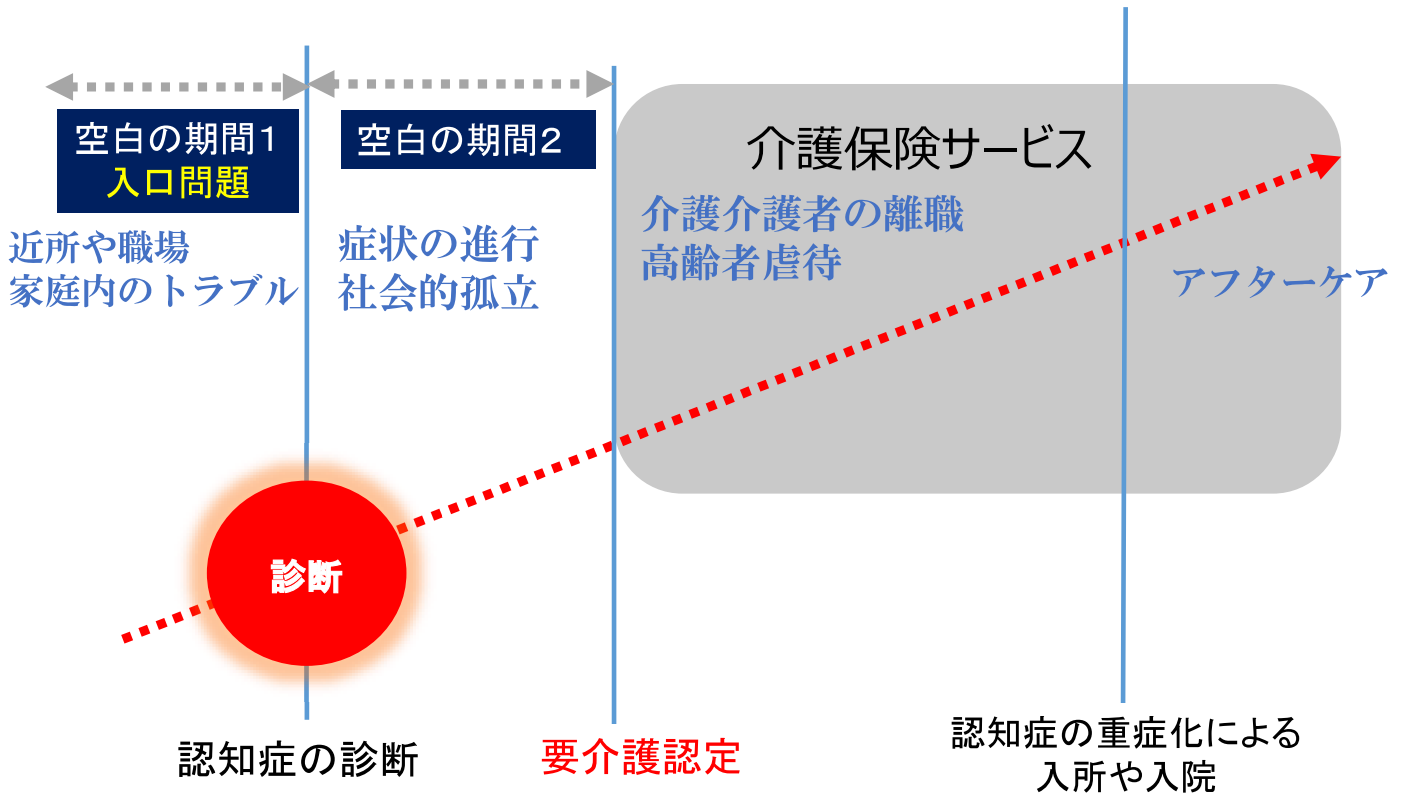 空白の期間1
入口問題
近所や職場
家庭内のトラブル
空白の期間2
症状の進行
社会的孤立
介護保険サービス
介護介護者の離職
高齢者虐待
アフターケア
診断
認知症の診断
要介護認定
認知症の重症化による
入所や入院